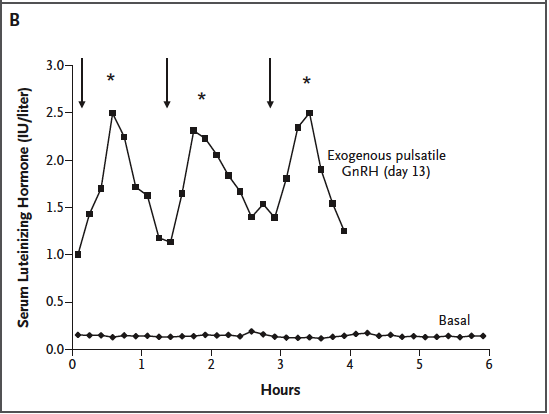 B
Serum Luteinizing Hormone (IU/liter)
3.0
2.5
2.0
1.5
1.0
0.5
0.0
*
*
*
Exogenous pulsatile
GnRH (day 13)
Basal
0 1 2 3 4 5 6
Hours